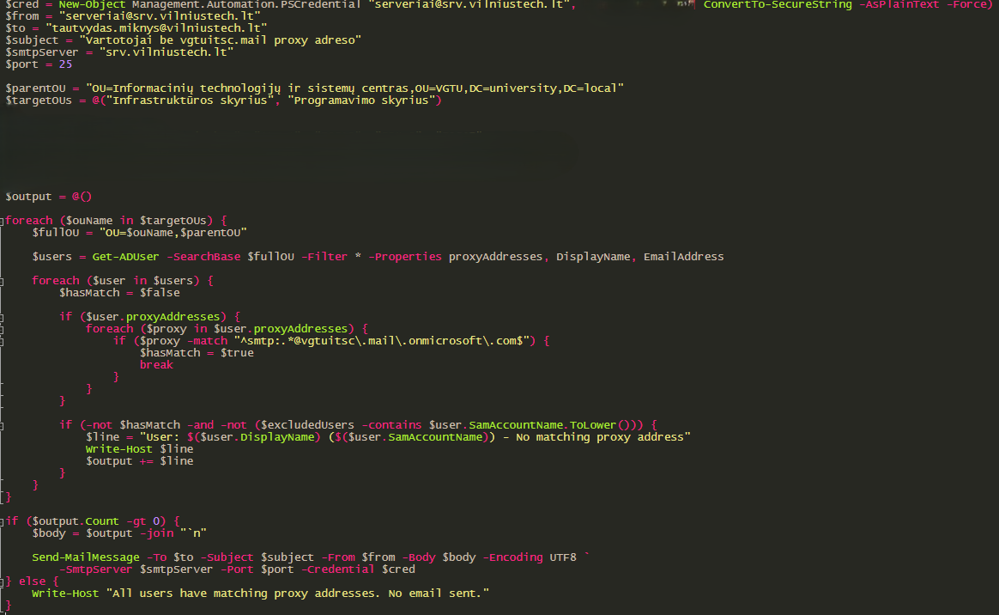 $cred = New-Object Management.Automation.PSCredential "serveriai@srv.vilniustech.lt", ConvertTo-SecureString -AsPlainText -Force)
$from = "serveriai@srv.vilniustech.lt"
$to = "tautvydas.miknys@vilniustech.lt"
$subject = "Vartotojai be vgtuitsc.mail proxy adreso"
$smtpServer = "srv.vilniustech.lt"
$port = 25
$parentOU = "OU=Informacinių technologijų ir sistemų centras,OU=VGTU,DC=university,DC=local"
$targetOUs = @("Infrastruktūros skyrius", "Programavimo skyrius")
$output = @()
foreach ($ouName in $targetOUs) {
$fullOU = "OU=$ouName,$parentOU"
$users = Get-ADUser -SearchBase $fullOU -Filter * -Properties proxyAddresses, DisplayName, EmailAddress
foreach ($user in $users) {
$hasMatch = $false
if ($user.proxyAddresses) {
foreach ($proxy in $user.proxyAddresses) {
if ($proxy -match "^smtp:.*@vgtuitsc\.mail\.onmicrosoft\.com$") {
$hasMatch = $true
break
}
}
}
if (-not $hasMatch -and -not ($excludedUsers -contains $user.SamAccountName.ToLower())) {
$line = "User: $($user.DisplayName) ($($user.SamAccountName)) - No matching proxy address"
Write-Host $line
$output += $line
}
}
}
if ($output.Count -gt 0) {
$body = $output -join "`n"
Send-MailMessage -To $to -Subject $subject -From $from -Body $body -Encoding UTF8 `
-SmtpServer $smtpServer -Port $port -Credential $cred
} else {
Write-Host "All users have matching proxy addresses. No email sent."
}